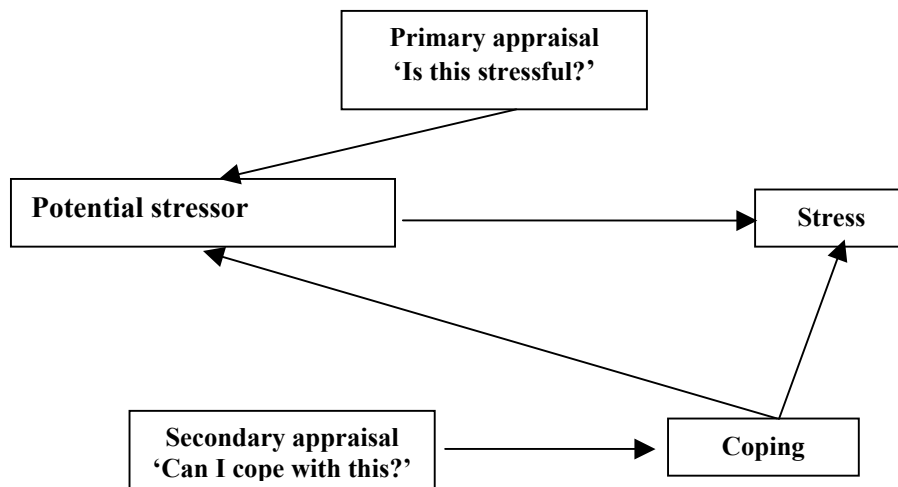 Primary appraisal
‘Is this stressful?’
Potential stressor
Stress
Secondary appraisal
‘Can I cope with this?’
Coping